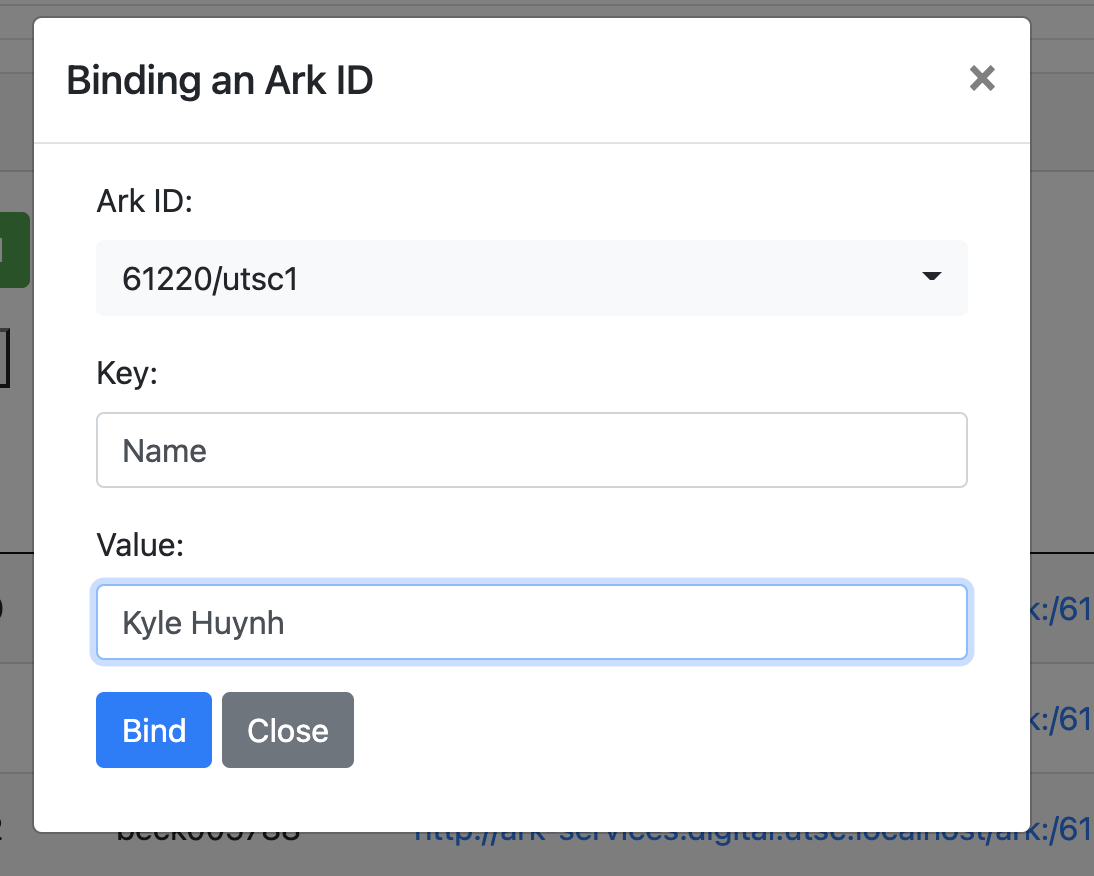 Binding an Ark ID
×
Ark ID:
61220/utsc1
Key:
Name
Value:
Kyle Huynh
Bind Close
k:/61
k:/61
http://ark-services.digital.utsc.localhost/ark:/61